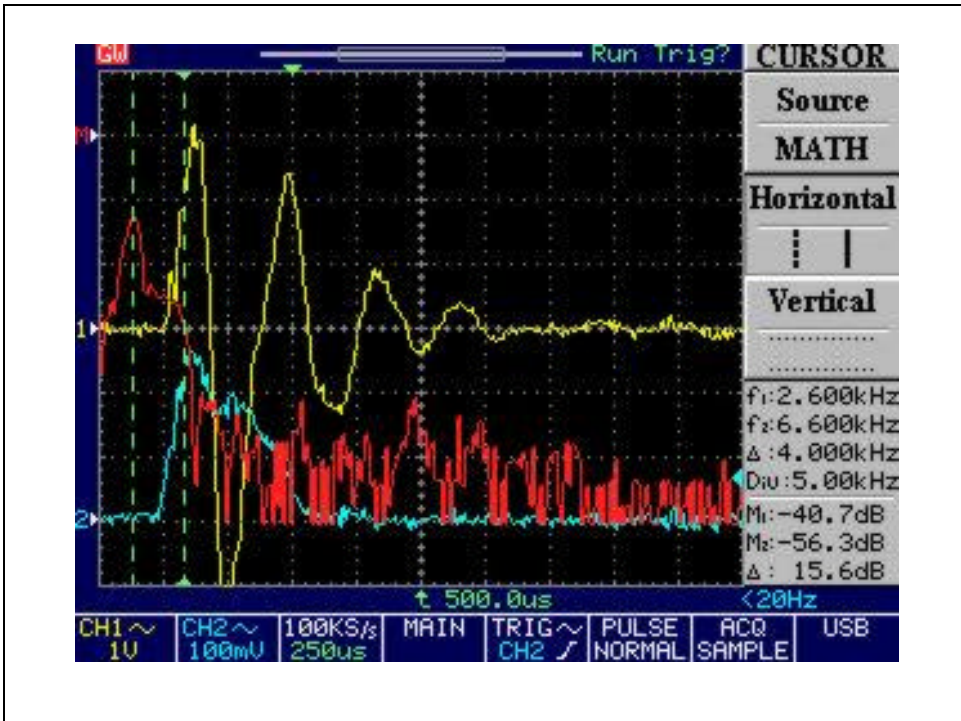 GW Run Trig? CURSOR
Source
MATH
Horizontal
Vertical
M
1
2
f1:2.600kHz
f2:6.600kHz
Δ:4.000kHz
Div:5.00kHz
M1:-40.7dB
M2:-56.3dB
Δ: 15.6dB
500.0us <20Hz
CH1 CH2 100KS/s MAIN TRIG PULSE ACQ USB
1V 100mV 250us CH2 NORMAL SAMPLE